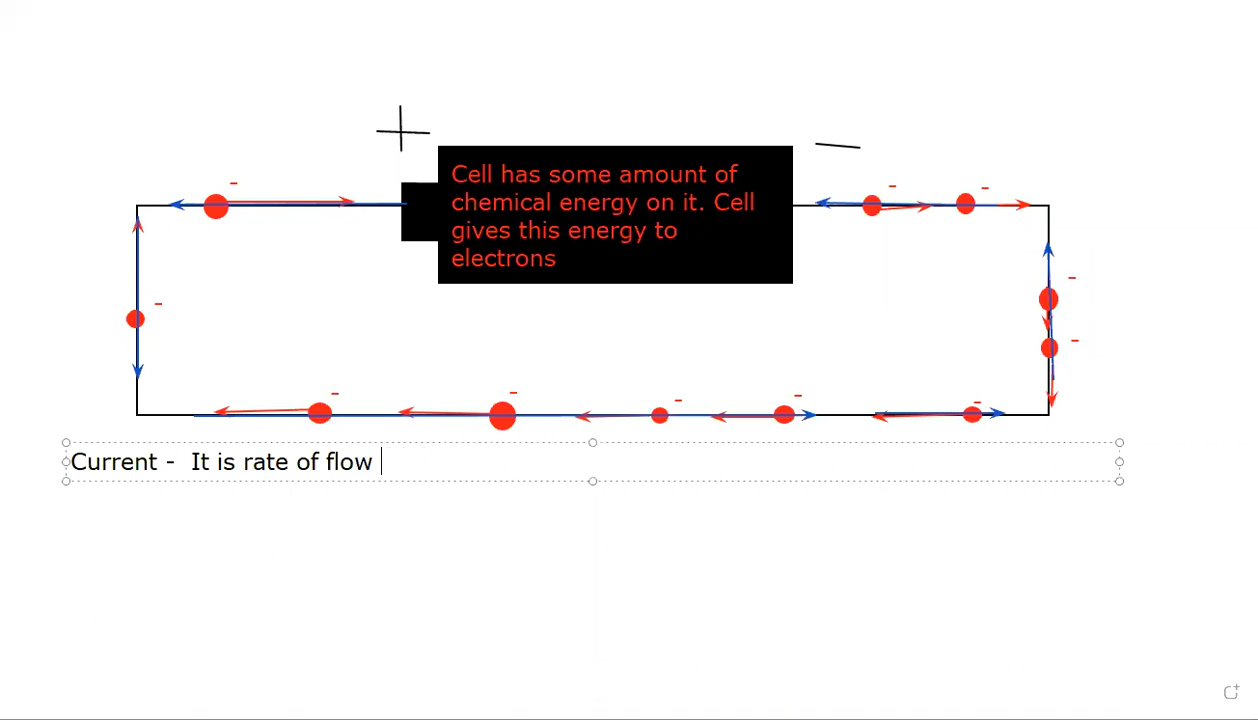 +
-
-
-
-
Cell has some amount of
chemical energy on it. Cell
gives this energy to
electrons
-
-
-
-
-
-
-
-
Current -  It is rate of flow